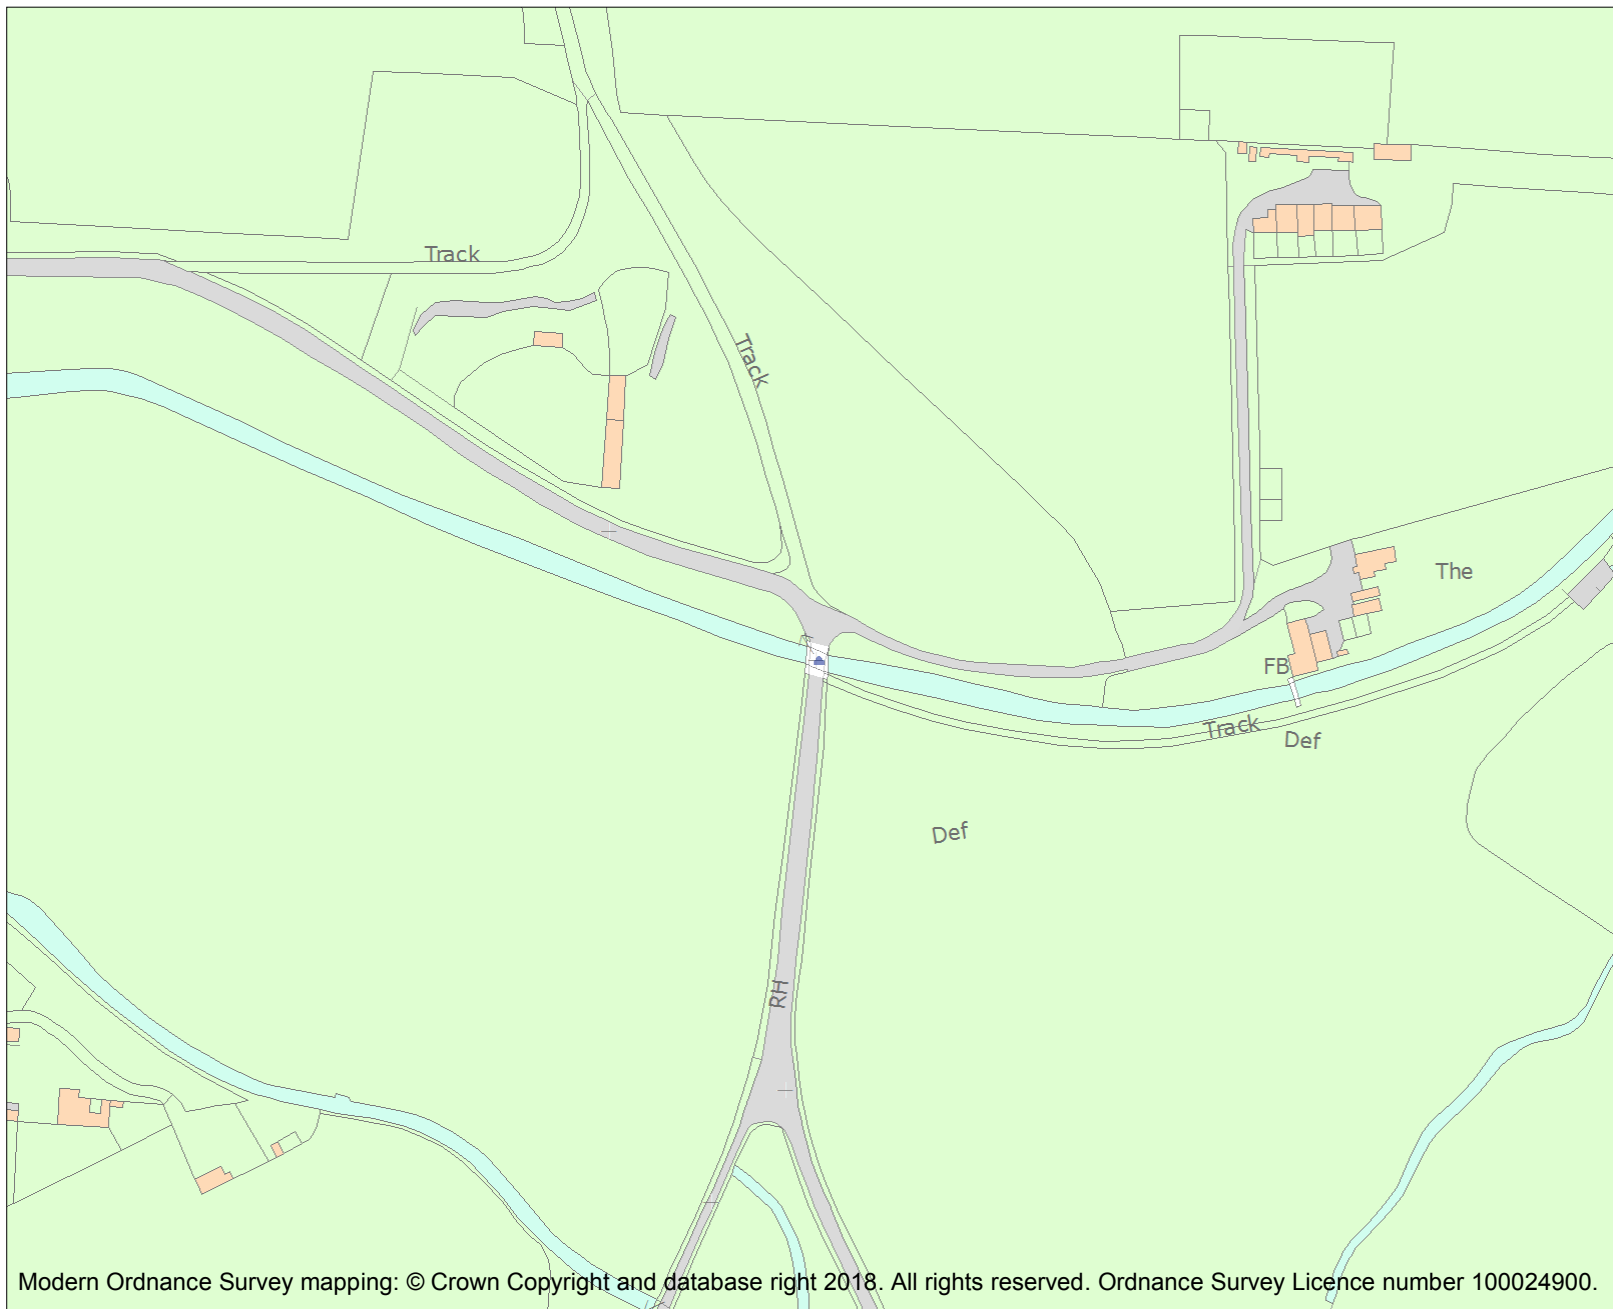 Track
Track
The
FB
Track
Def
Def
RH
Modern Ordnance Survey mapping: © Crown Copyright and database right 2018. All rights reserved. Ordnance Survey Licence number 100024900.